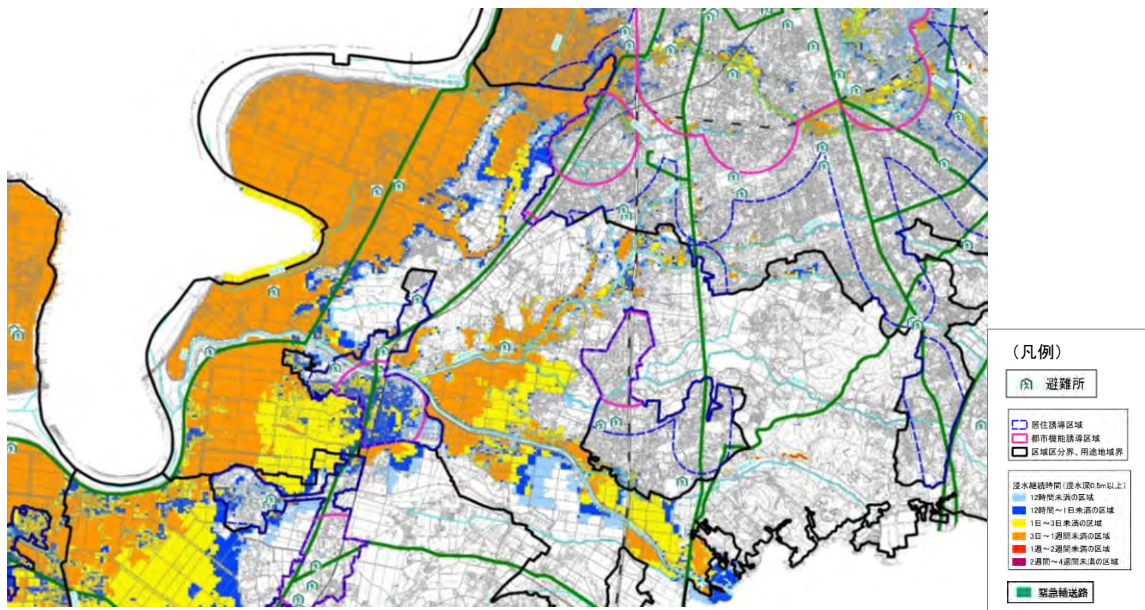 (凡例)
避難所
居住誘導区域
都市機能誘導区域
区域区分界、用途地域界
浸水継続時間(浸水深0.5m以上)
12時間未満の区域
12時間～1日未満の区域
1日～3日未満の区域
3日～1週間未満の区域
1週～2週間未満の区域
2週間～4週間未満の区域
緊急輸送路